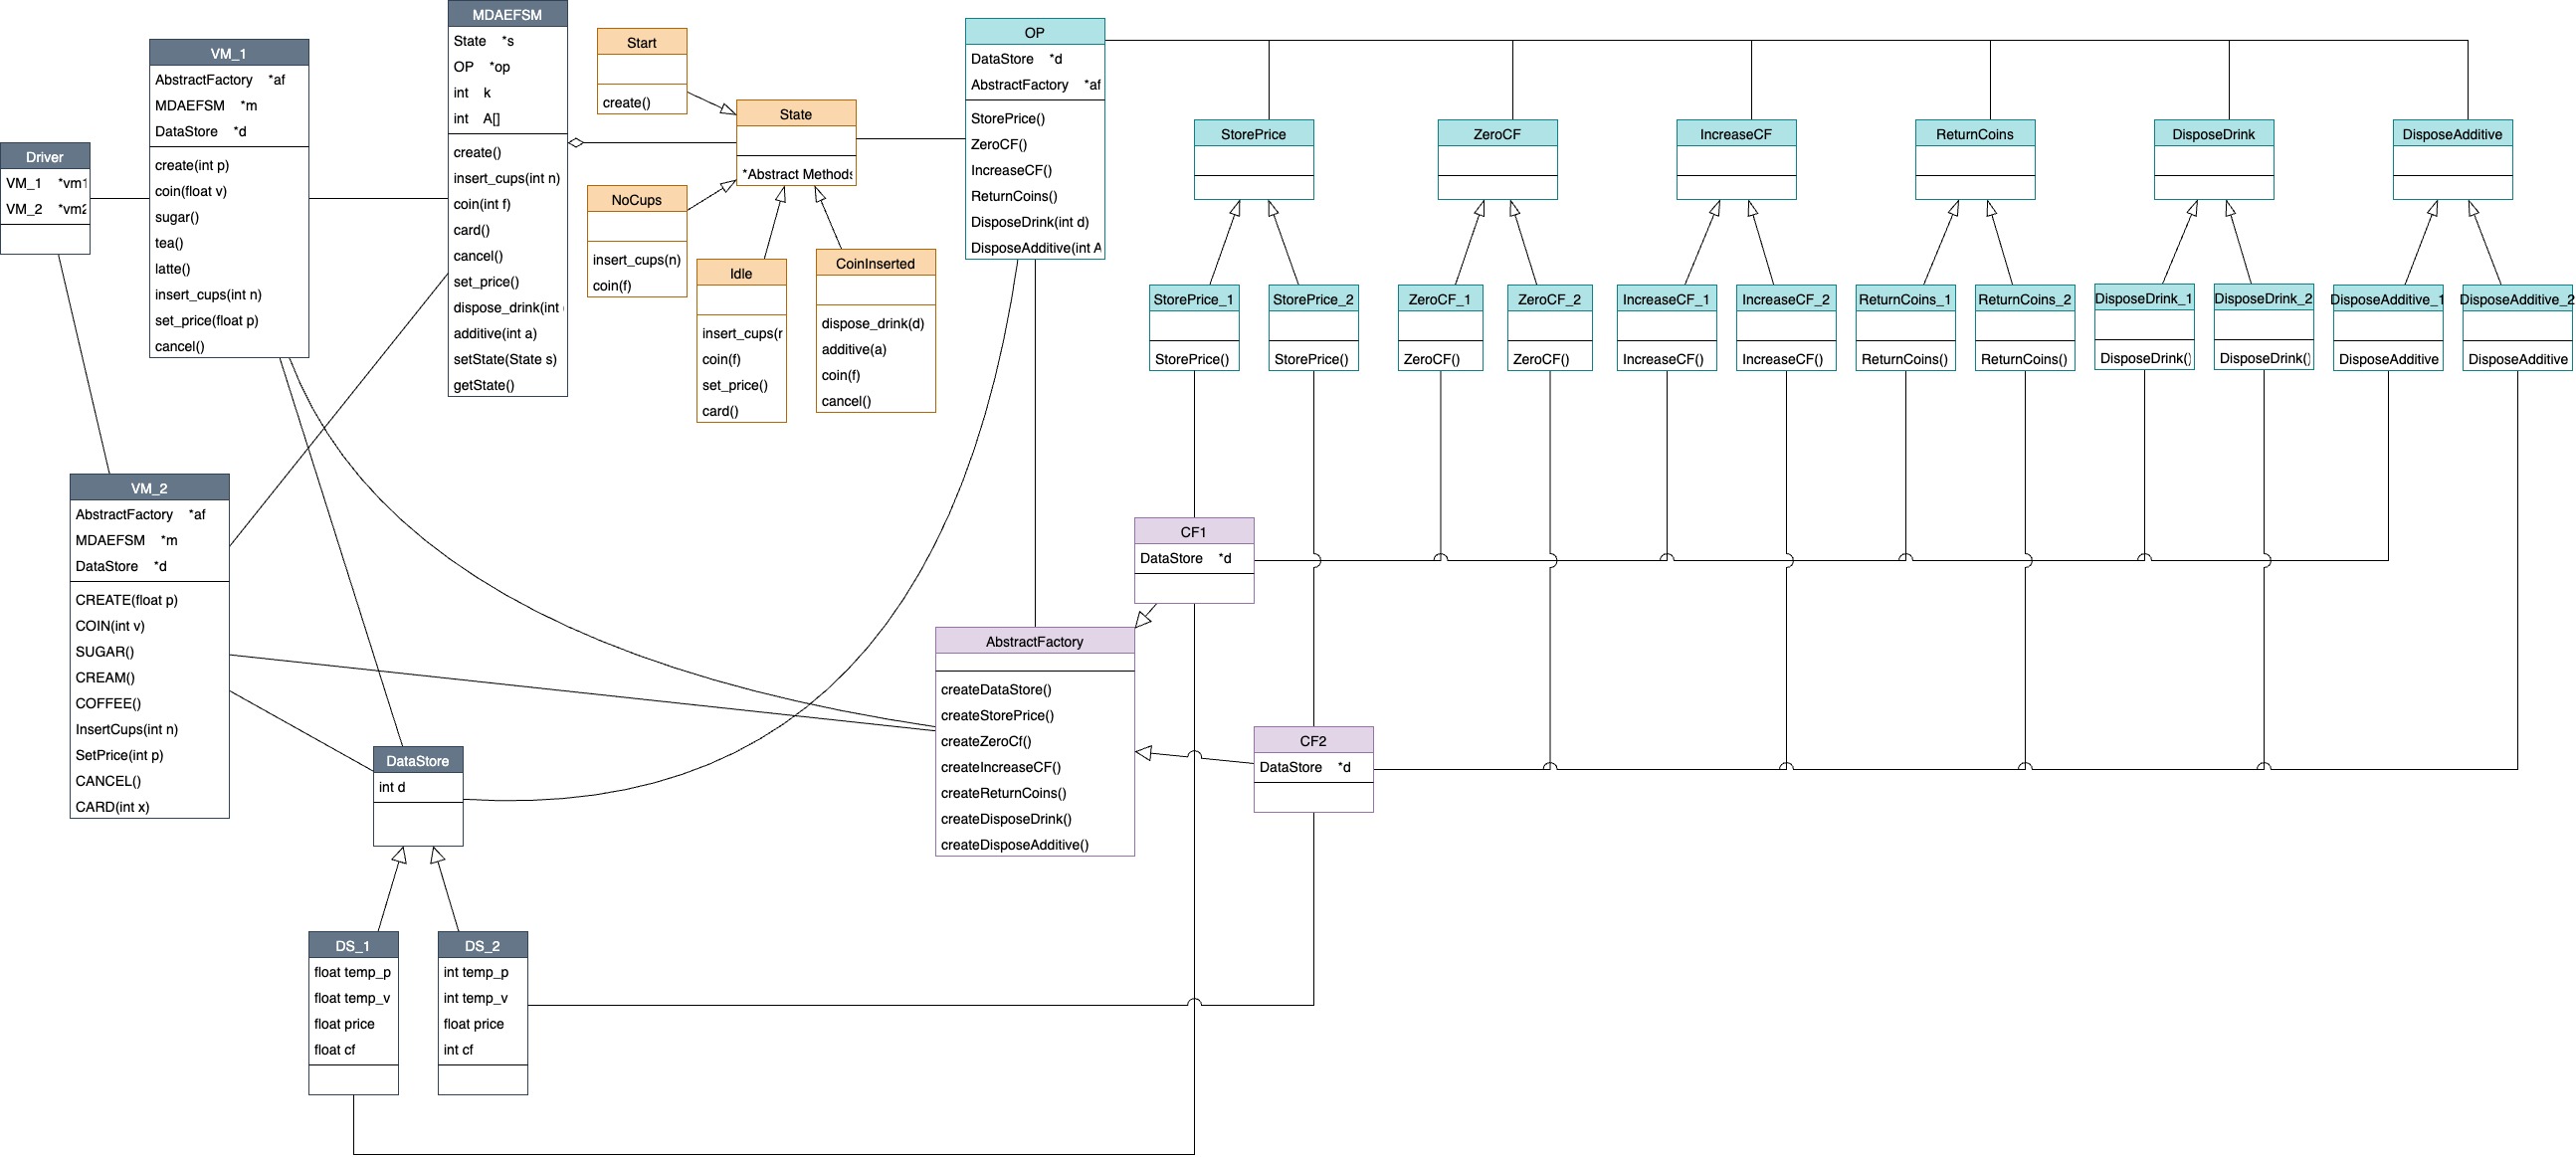 MDAEFSM
State *s
OP *op
int k
int A[]
create()
insert_cups(int n)
coin(int f)
card()
cancel()
set_price()
dispose_drink(int
additive(int a)
setState(State s)
getState()
VM_1
AbstractFactory *af
MDAEFSM *m
DataStore *d
create(int p)
coin(float v)
sugar()
tea()
latte()
insert_cups(int n)
set_price(float p)
cancel()
Driver
VM_1 *vm1
VM_2 *vm2
Start
create()
State
*Abstract Methods
NoCups
insert_cups(n)
coin(f)
Idle
insert_cups(r
coin(f)
set_price()
card()
CoinInserted
dispose_drink(d)
additive(a)
coin(f)
cancel()
OP
DataStore *d
AbstractFactory *af
StorePrice()
ZeroCF()
IncreaseCF()
ReturnCoins()
DisposeDrink(int d)
DisposeAdditive(int A
StorePrice
ZeroCF
IncreaseCF
ReturnCoins
DisposeDrink
DisposeAdditive
StorePrice_1
StorePrice()
StorePrice_2
StorePrice()
ZeroCF_1
ZeroCF()
ZeroCF_2
ZeroCF()
IncreaseCF_1
IncreaseCF()
IncreaseCF_2
IncreaseCF()
ReturnCoins_1
ReturnCoins()
ReturnCoins_2
ReturnCoins()
DisposeDrink_1
DisposeDrink()
DisposeDrink_2
DisposeDrink()
DisposeAdditive_1
DisposeAdditive
DisposeAdditive_2
DisposeAdditive
VM_2
AbstractFactory *af
MDAEFSM *m
DataStore *d
CREATE(float p)
COIN(int v)
SUGAR()
CREAM()
COFFEE()
InsertCups(int n)
SetPrice(int p)
CANCEL()
CARD(int x)
CF1
DataStore *d
AbstractFactory
createDataStore()
createStorePrice()
createZeroCf()
createIncreaseCF()
createReturnCoins()
createDisposeDrink()
createDisposeAdditive()
CF2
DataStore *d
DataStore
int d
DS_1
float temp_p
float temp_v
float price
float cf
DS_2
int temp_p
int temp_v
float price
int cf